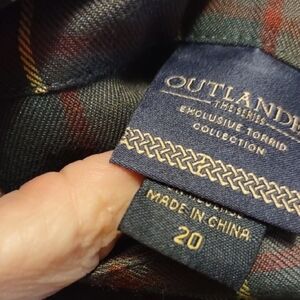 OUTLANDE
THE SERIES
EXCLUSIVE TORRID
COLLECTION
MADE IN CHINA
20